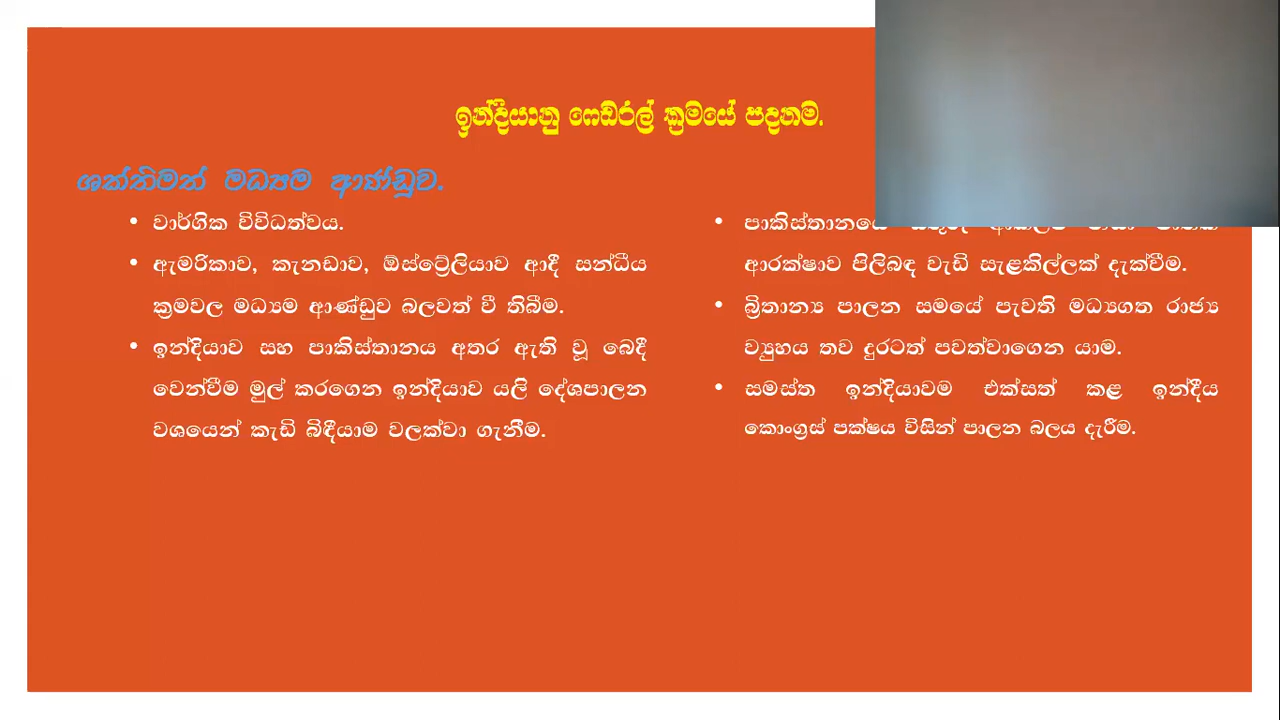 ඉන්දියානු ෆෙඩරල් ක්‍රමයේ පදනම.
ශක්තිමත් මධ්‍යම ආණ්ඩුව.
• වාර්ගික විවිධත්වය.
• ඇමරිකාව, කැනඩාව, ඕස්ට්‍රේලියාව ආදී සන්ධීය
ක්‍රමවල මධ්‍යම ආණ්ඩුව බලවත් වී තිබීම.
• ඉන්දියාව සහ පාකිස්තානය අතර ඇති වූ බෙදී
වෙන්වීම මුල් කරගෙන ඉන්දියාව යලි දේශපාලන
වශයෙන් කැඩි බිඳීයාම වලක්වා ගැනීම.
• පාකිස්තානයේ
ආරක්ෂාව පිලිබඳ වැඩි සැළකිල්ලක් දැක්වීම.
• බ්‍රිතාන්‍ය පාලන සමයේ පැවති මධ්‍යගත රාජ්‍ය
ව්‍යුහය තව දුරටත් පවත්වාගෙන යාම.
• සමස්ත ඉන්දියාවම එක්සත් කළ ඉන්දීය
කොංග්‍රස් පක්ෂය විසින් පාලන බලය දැරීම.